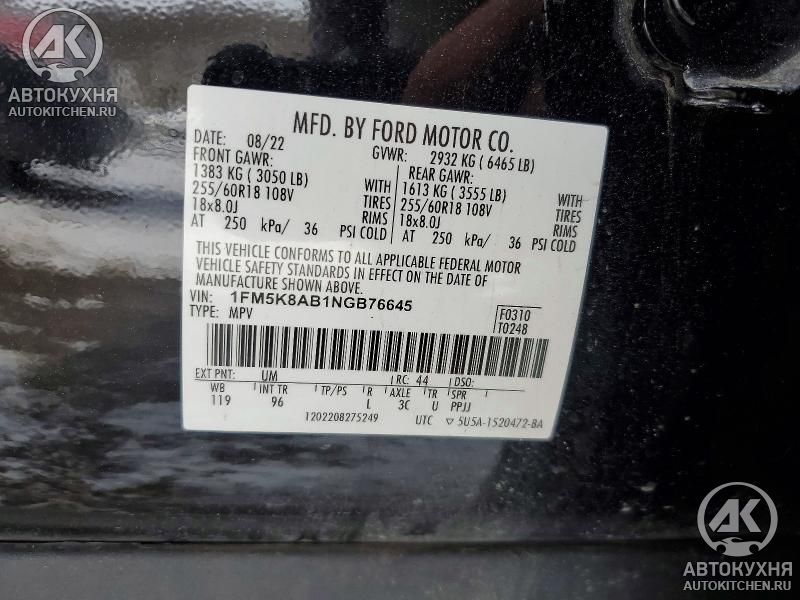 АВТОКУХНЯ
AUTOKITCHEN.RU
MFD. BY FORD MOTOR CO.
DATE: 08/22 GVWR: 2932 KG ( 6465 LB)
FRONT GAWR: REAR GAWR:
1383 KG ( 3050 LB) WITH 1613 KG ( 3555 LB) WITH
255/60R18 108V TIRES 255/60R18 108V TIRES
18x8.0J RIMS 18x8.0J RIMS
AT 250 kPa/ 36 PSI COLD AT 250 kPa/ 36 PSI COLD
THIS VEHICLE CONFORMS TO ALL APPLICABLE FEDERAL MOTOR
VEHICLE SAFETY STANDARDS IN EFFECT ON THE DATE OF
MANUFACTURE SHOWN ABOVE.
VIN: 1FM5K8AB1NGB76645 F0310
TYPE: MPV T0248
EXT PNT: UM RC: 44 DSO:
WB INT TR TP/PS R AXLE TR SPR
119 96 L 3C U PPJJ
1202208275249 UTC ▽ 5U5A-1520472-BA
АК
АВТОКУХНЯ
AUTOKITCHEN.RU